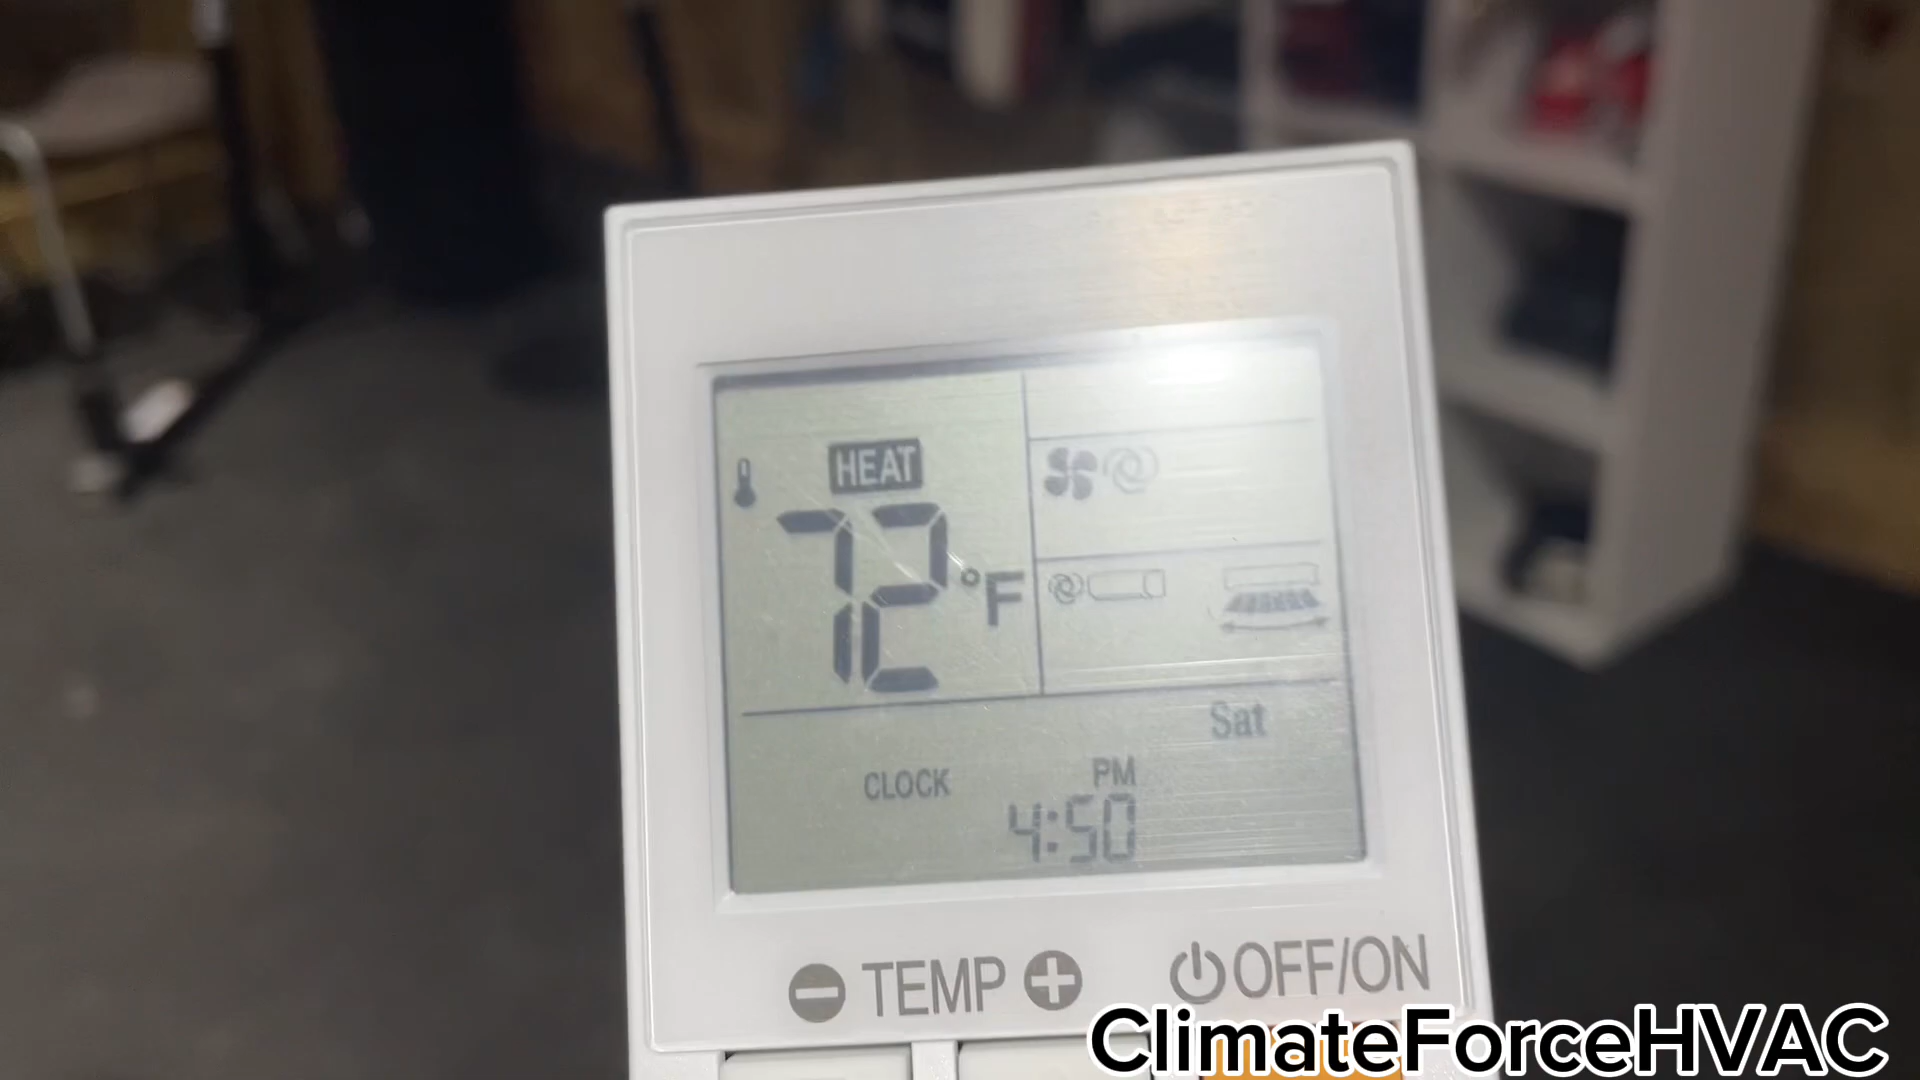 HEAT
72°F
Sat
CLOCK
PM
4:50
TEMP
OFF/ON
ClimateForceHVAC